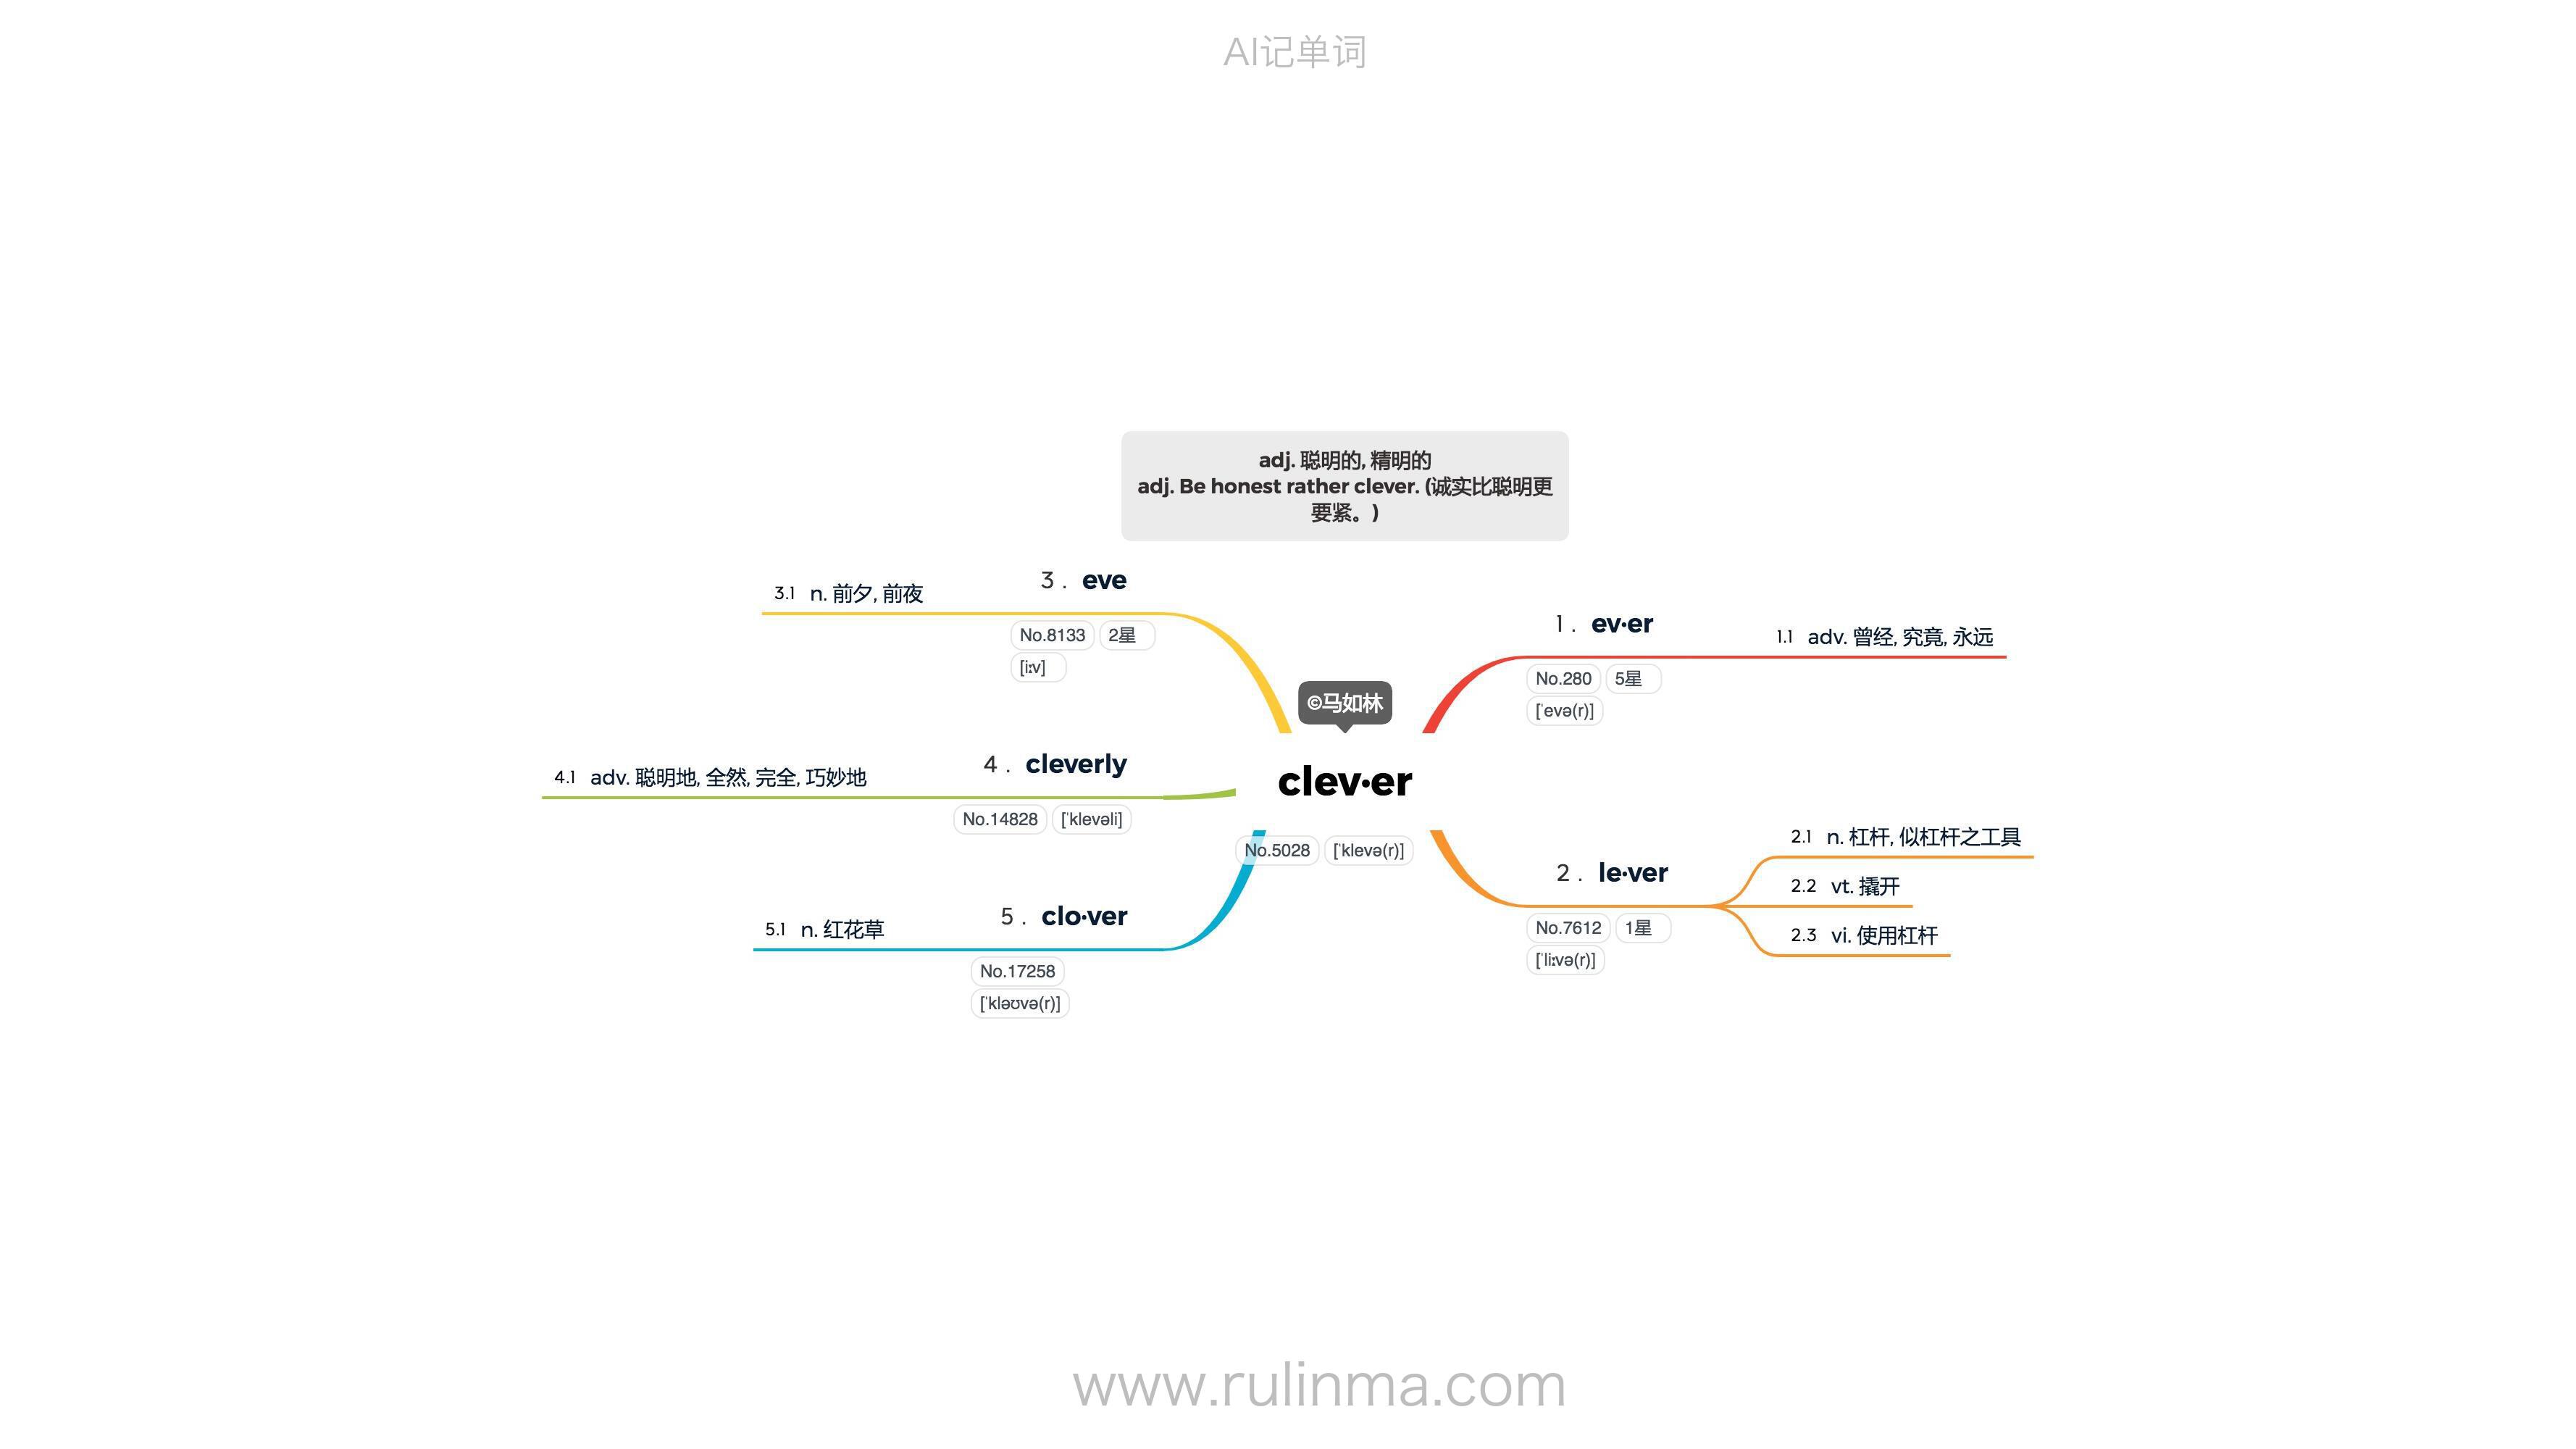 AI记单词
adj. 聪明的, 精明的
adj. Be honest rather clever. (诚实比聪明更
要紧。)
©马如林
clev·er
No.5028 [ˈklevə(r)]
1 . ev·er
No.280 5星
[ˈevə(r)]
1.1 adv. 曾经, 究竟, 永远
2 . le·ver
No.7612 1星
[ˈliːvə(r)]
2.1 n. 杠杆, 似杠杆之工具
2.2 vt. 撬开
2.3 vi. 使用杠杆
3 . eve
No.8133 2星
[iːv]
3.1 n. 前夕, 前夜
4 . cleverly
No.14828 [ˈklevəli]
4.1 adv. 聪明地, 全然, 完全, 巧妙地
5 . clo·ver
No.17258
[ˈkləʊvə(r)]
5.1 n. 红花草
www.rulinma.com